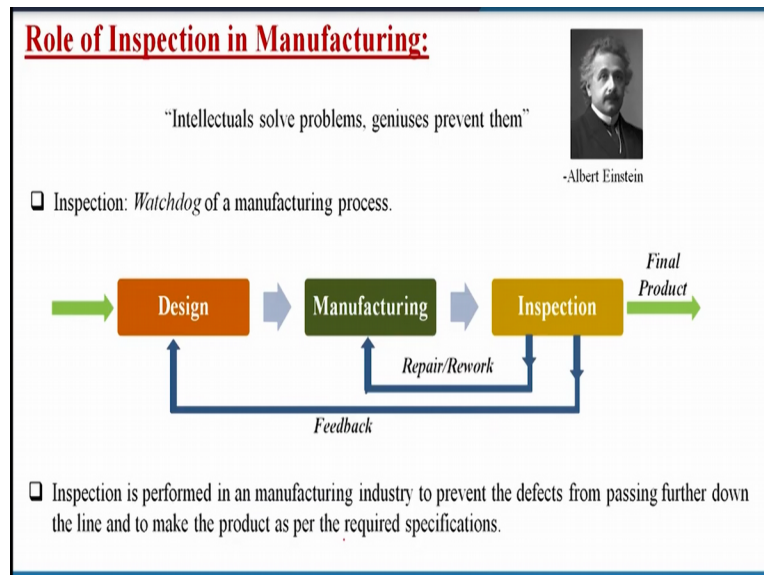 Role of Inspection in Manufacturing:
“Intellectuals solve problems, geniuses prevent them”
-Albert Einstein
Inspection: Watchdog of a manufacturing process.
Final
Product
Design
Manufacturing
Inspection
Repair/Rework
Feedback
Inspection is performed in an manufacturing industry to prevent the defects from passing further down
the line and to make the product as per the required specifications.